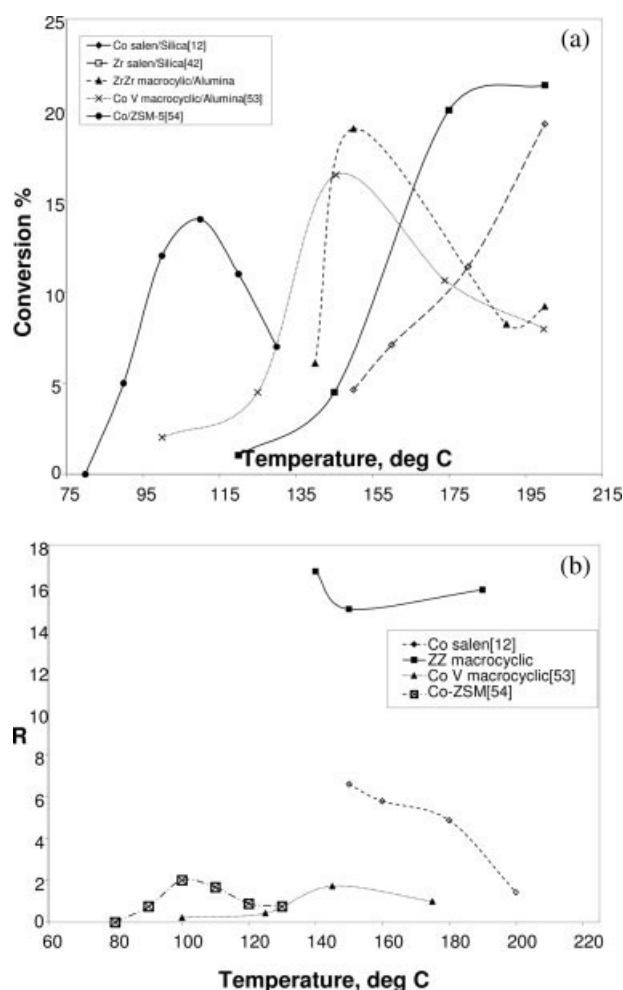 25
(a)
Co salen/Silica[12]
Zr salen/Silica[42]
ZrZr macrocylic/Alumina
Co V macrocyclic/Alumina[53]
Co/ZSM-5[54]
20
15
10
5
0
Conversion %
Temperature, deg C
75 95 115 135 155 175 195 215
18
(b)
16
14
12
10
8
6
4
2
0
Co salen[12]
ZZ macrocyclic
Co V macrocyclic[53]
Co-ZSM[54]
R
60 80 100 120 140 160 180 200 220
Temperature, deg C